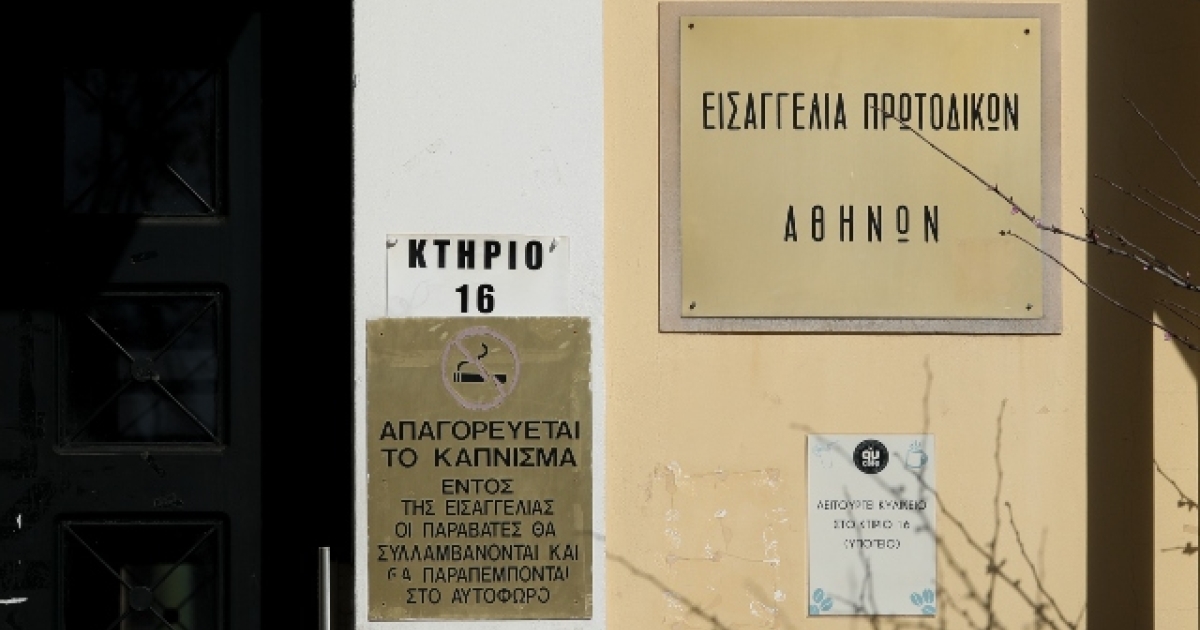 ΕΙΣΑΓΓΕΛΙΑ ΠΡΩΤΟΔΙΚΩΝ
ΑΘΗΝΩΝ
ΚΤΗΡΙΟ
16
ΑΠΑΓΟΡΕΥΕΤΑΙ
ΤΟ ΚΑΠΝΙΣΜΑ
ΕΝΤΟΣ
ΤΗΣ ΕΙΣΑΓΓΕΛΙΑΣ
ΟΙ ΠΑΡΑΒΑΤΕΣ ΘΑ
ΣΥΛΛΑΜΒΑΝΟΝΤΑΙ ΚΑΙ
ΘΑ ΠΑΡΑΠΕΜΠΟΝΤΑΙ
ΣΤΟ ΑΥΤΟΦΩΡΟ
ΛΕΙΤΟΥΡΓΕΙ ΚΥΛΙΚΕΙΟ
ΣΤΟ ΚΤΙΡΙΟ 16
(ΥΠΟΓΕΙΟ)